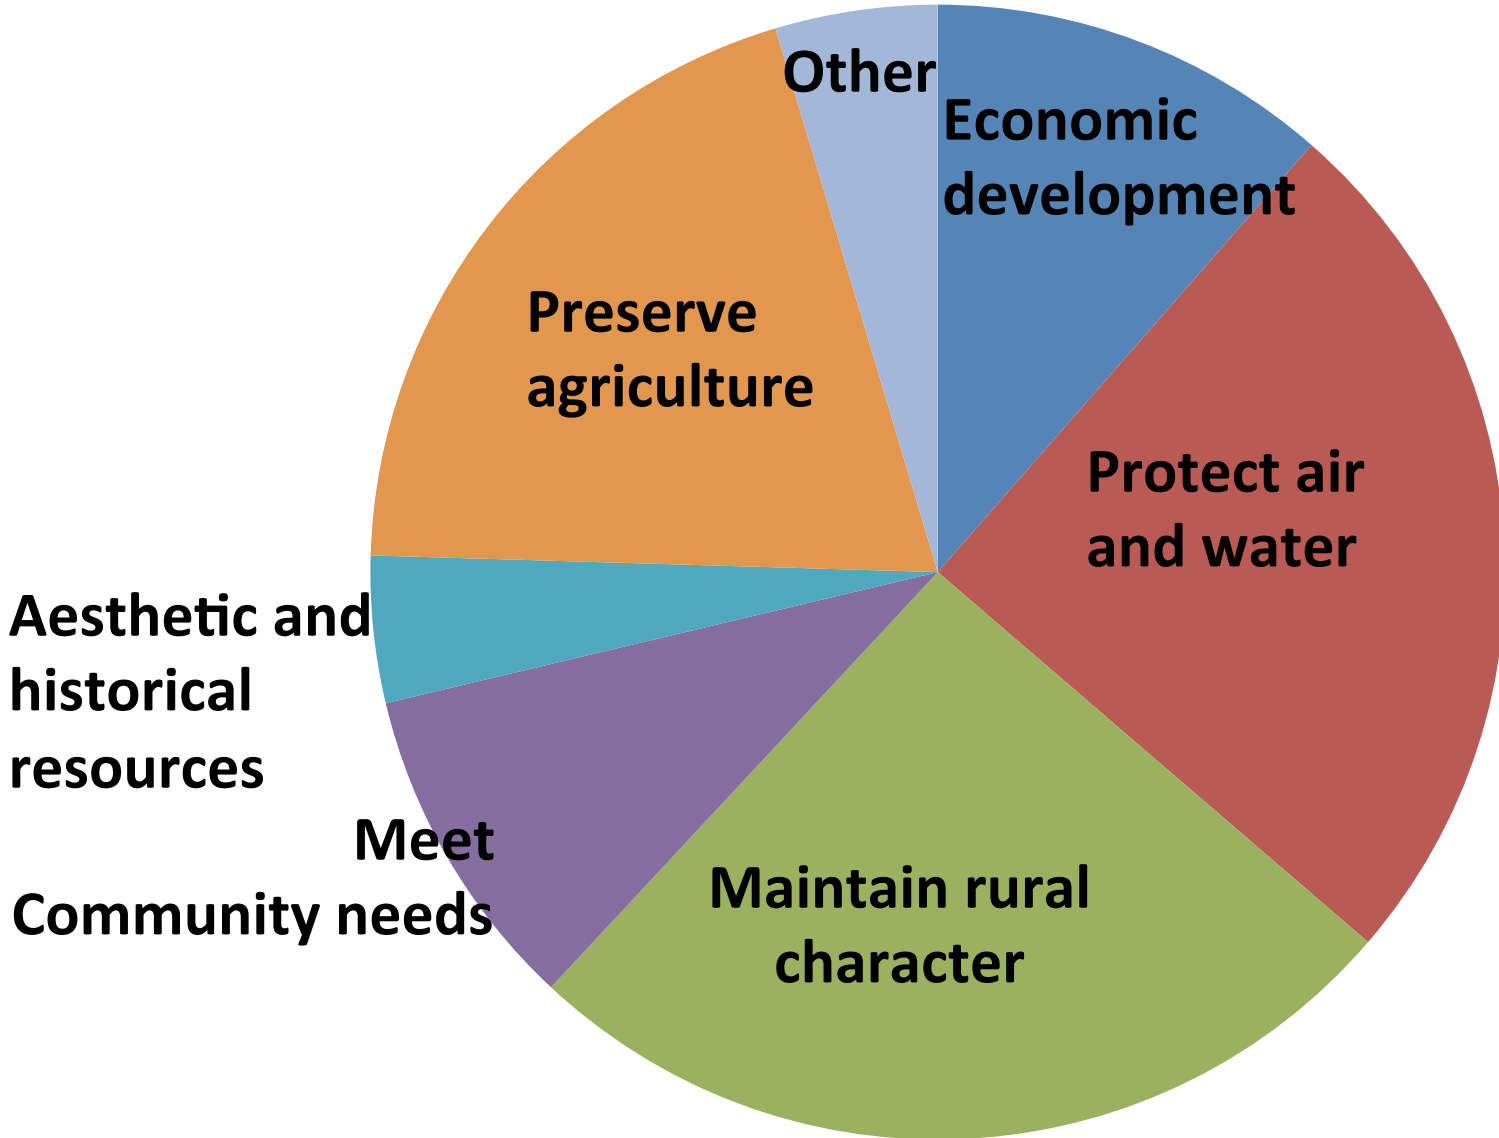 Other
Economic
development
Preserve
agriculture
Protect air
and water
Aesthetic and
historical
resources
Meet
Community needs
Maintain rural
character